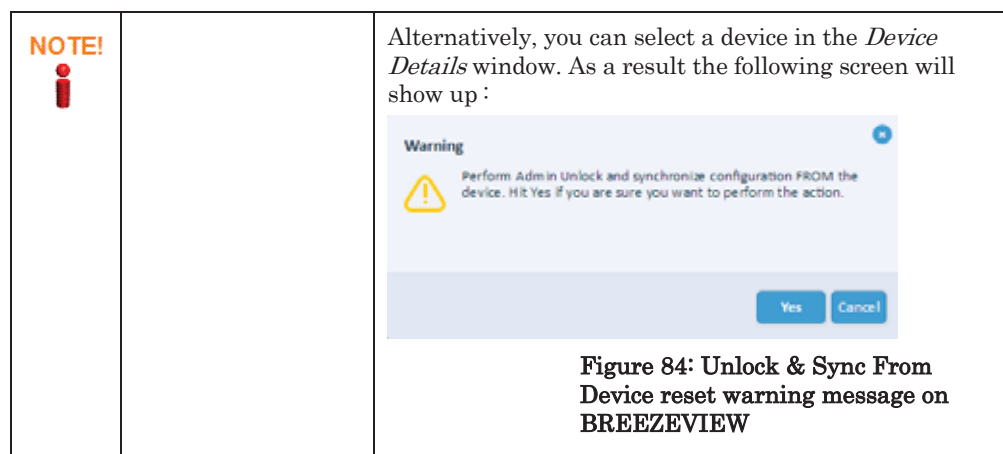 NOTE!
Alternatively, you can select a device in the Device
Details window. As a result the following screen will
show up:
Warning
Perform Admin Unlock and synchronize configuration FROM the
device. Hit Yes if you are sure you want to perform the action.
Yes
Cancel
Figure 84: Unlock & Sync From
Device reset warning message on
BREEZEVIEW